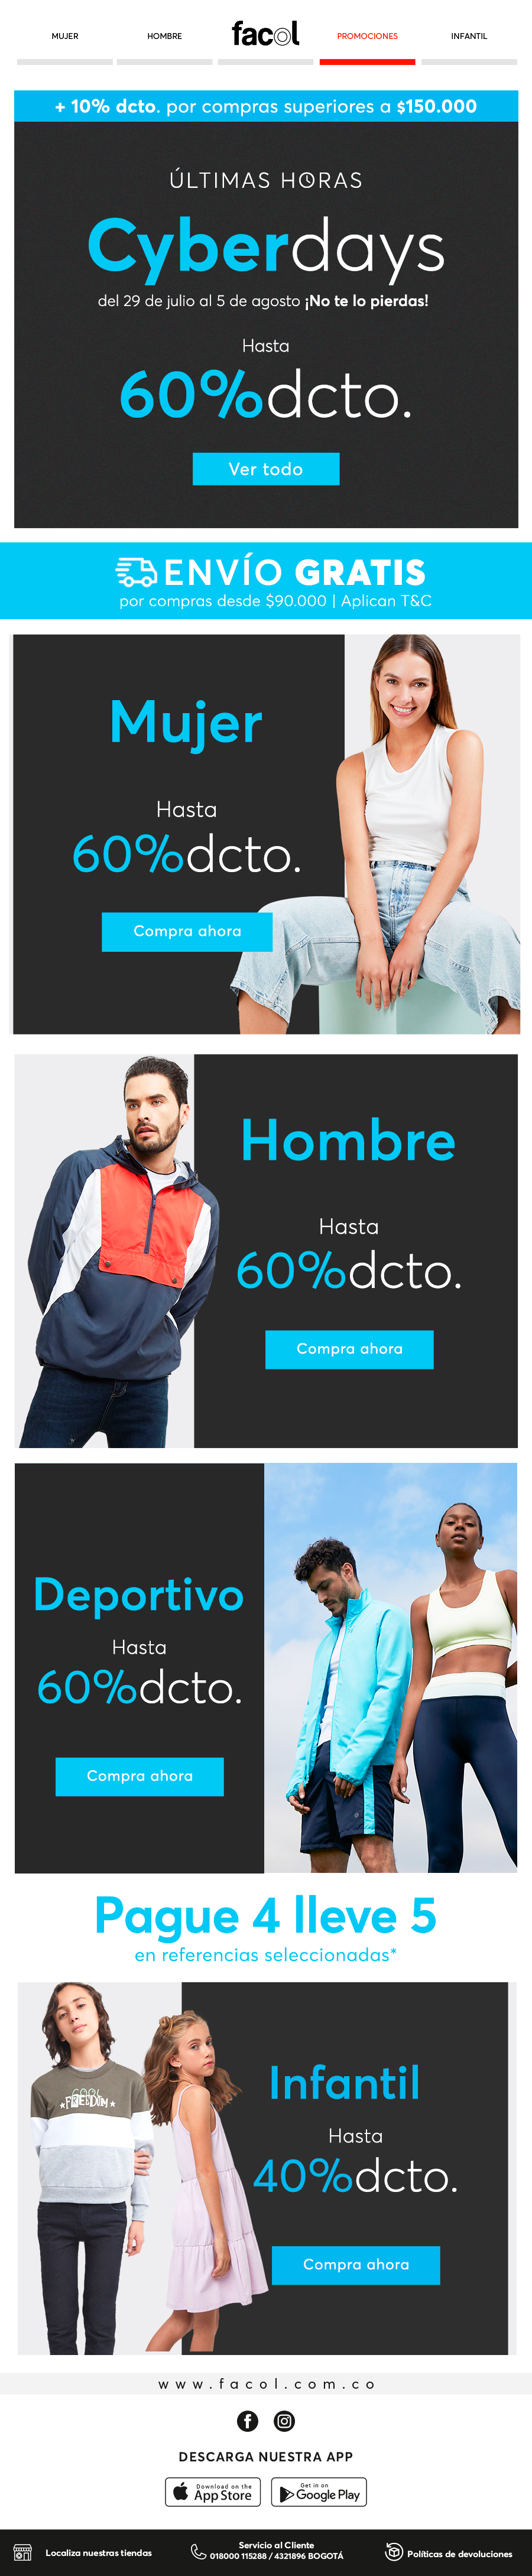 MUJER
HOMBRE
facol
PROMOCIONES
INFANTIL
+ 10% dcto. por compras superiores a $150.000
ÚLTIMAS HORAS
Cyberdays
del 29 de julio al 5 de agosto ¡No te lo pierdas!
Hasta
60%dcto.
Ver todo
ENVÍO GRATIS
por compras desde $90.000 | Aplican T&C
Mujer
Hasta
60%dcto.
Compra ahora
Hombre
Hasta
60%dcto.
Compra ahora
Deportivo
Hasta
60%dcto.
Compra ahora
Pague 4 lleve 5
en referencias seleccionadas*
COOL
FREEDOM
Infantil
Hasta
40%dcto.
Compra ahora
www.facol.com.co
DESCARGA NUESTRA APP
Download on the
App Store
Get in on
Google Play
Localiza nuestras tiendas
Servicio al Cliente
018000 115288 / 4321896 BOGOTÁ
Políticas de devoluciones